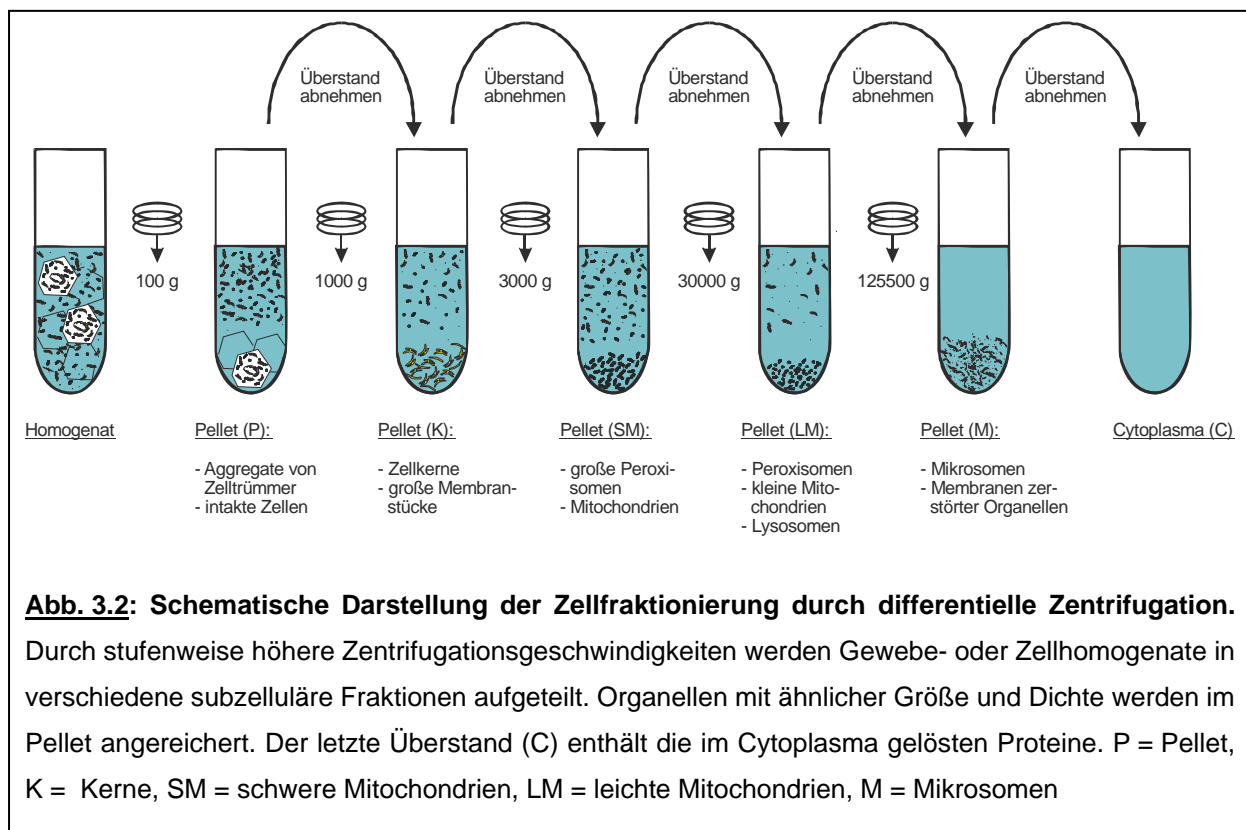 Überstand
abnehmen
Überstand
abnehmen
Überstand
abnehmen
Überstand
abnehmen
Überstand
abnehmen
100 g
1000 g
3000 g
30000 g
125500 g
Homogenat
Pellet (P):
- Aggregate von
Zelltrümmer
- intakte Zellen
Pellet (K):
- Zellkerne
- große Membran-
stücke
Pellet (SM):
- große Peroxi-
somen
- Mitochondrien
Pellet (LM):
- Peroxisomen
- kleine Mito-
chondrien
- Lysosomen
Pellet (M):
- Mikrosomen
- Membranen zer-
störter Organellen
Cytoplasma (C)
Abb. 3.2: Schematische Darstellung der Zellfraktionierung durch differentielle Zentrifugation.
Durch stufenweise höhere Zentrifugationsgeschwindigkeiten werden Gewebe- oder Zellhomogenate in
verschiedene subzelluläre Fraktionen aufgeteilt. Organellen mit ähnlicher Größe und Dichte werden im
Pellet angereichert. Der letzte Überstand (C) enthält die im Cytoplasma gelösten Proteine. P = Pellet,
K = Kerne, SM = schwere Mitochondrien, LM = leichte Mitochondrien, M = Mikrosomen